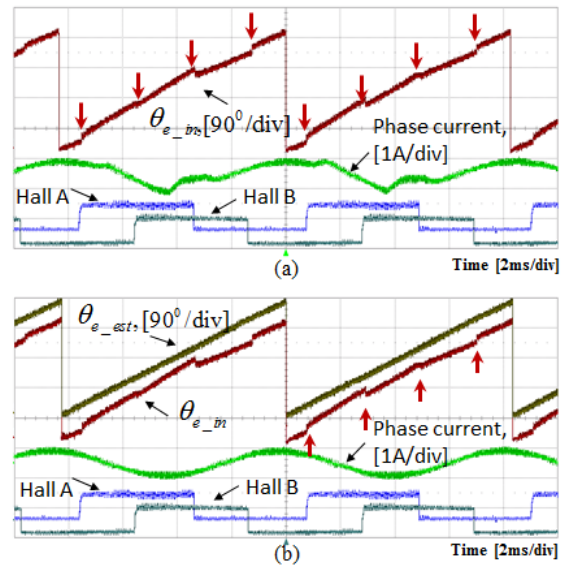 θe_in,[90⁰/div]
Phase current,
[1A/div]
Hall A
Hall B
(a)
Time [2ms/div]
θe_est,[90⁰/div]
θe_in
Phase current,
[1A/div]
Hall A
Hall B
(b)
Time [2ms/div]